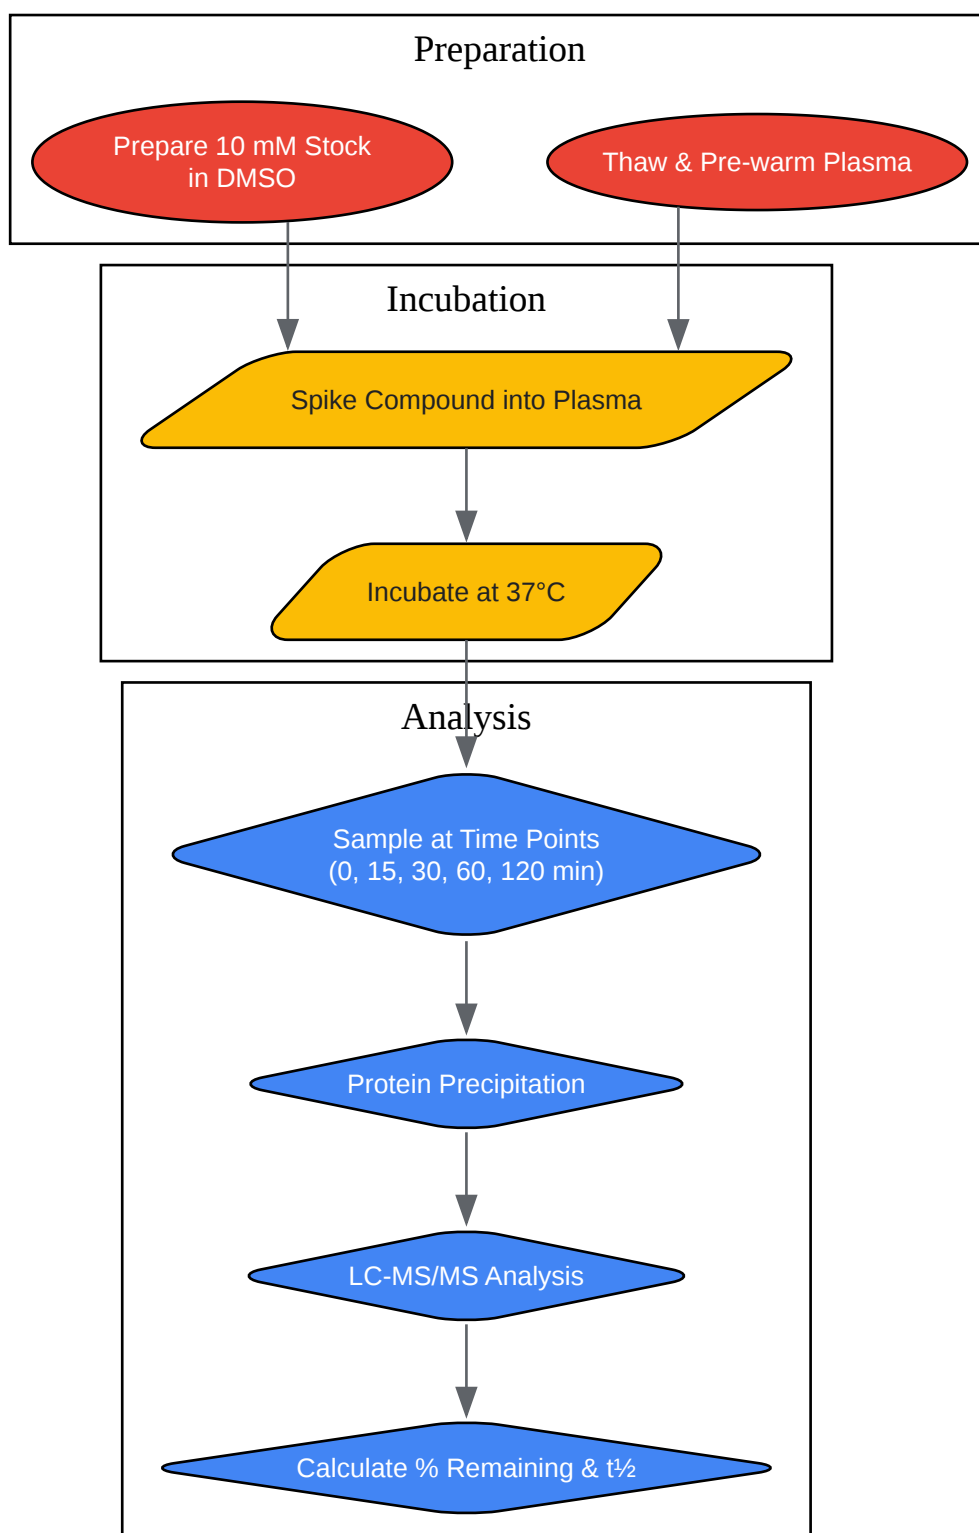 Preparation
Prepare 10 mM Stock
in DMSO
Thaw & Pre-warm Plasma
Incubation
Spike Compound into Plasma
Incubate at 37°C
Analysis
Sample at Time Points
(0, 15, 30, 60, 120 min)
Protein Precipitation
LC-MS/MS Analysis
Calculate % Remaining & t½